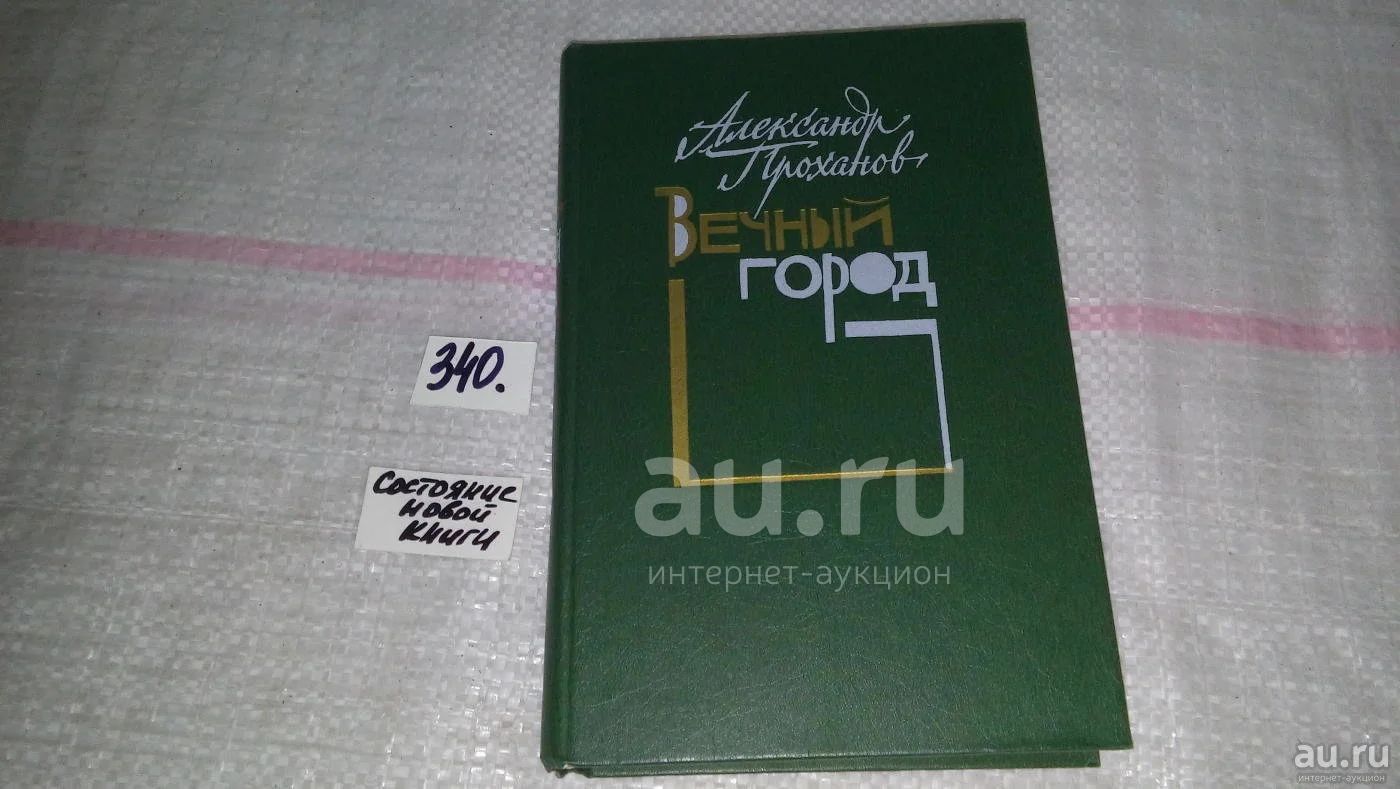 Александр
Проханов
Вечный
город
340.
Состояние
новой
книги
au.ru
интернет-аукцион
au.ru
интернет-аукцион